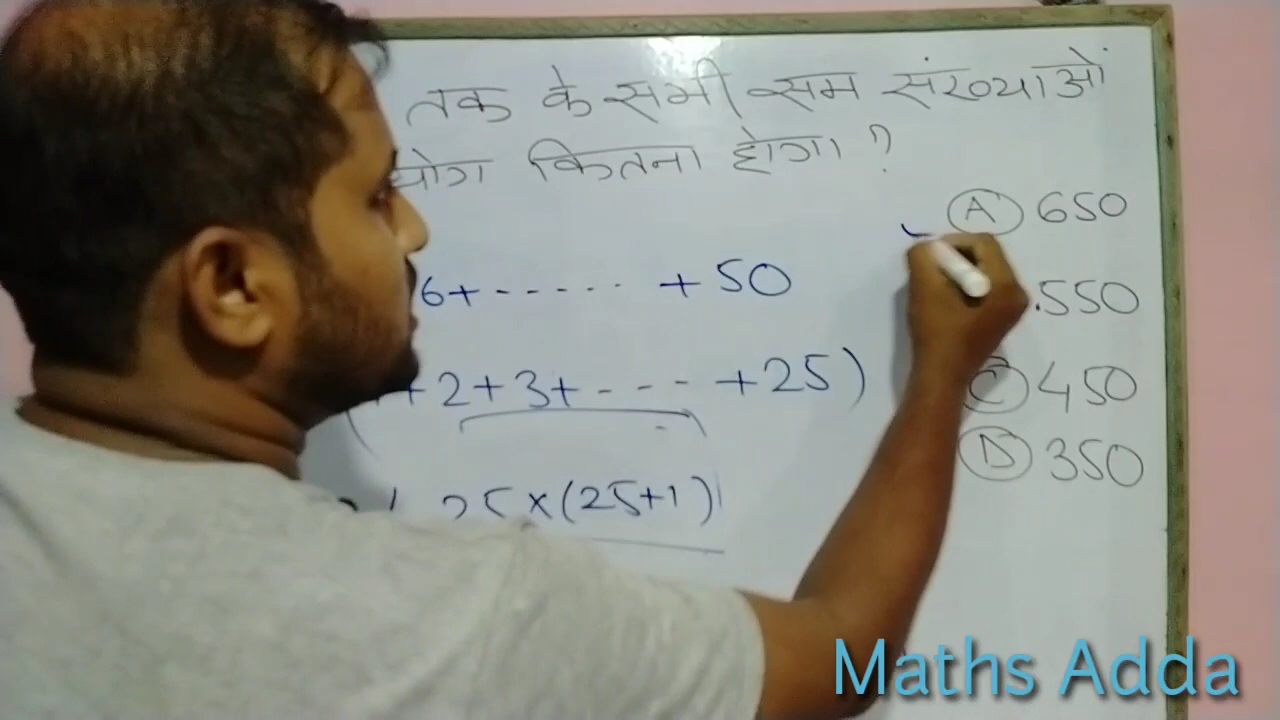 तक के सभी सम संख्याओं
योग कितना होगा?
6+ ----- +50
+2+3+ --- +25)
25×(25+1)
A 650
.550
C 450
D 350
Maths Adda